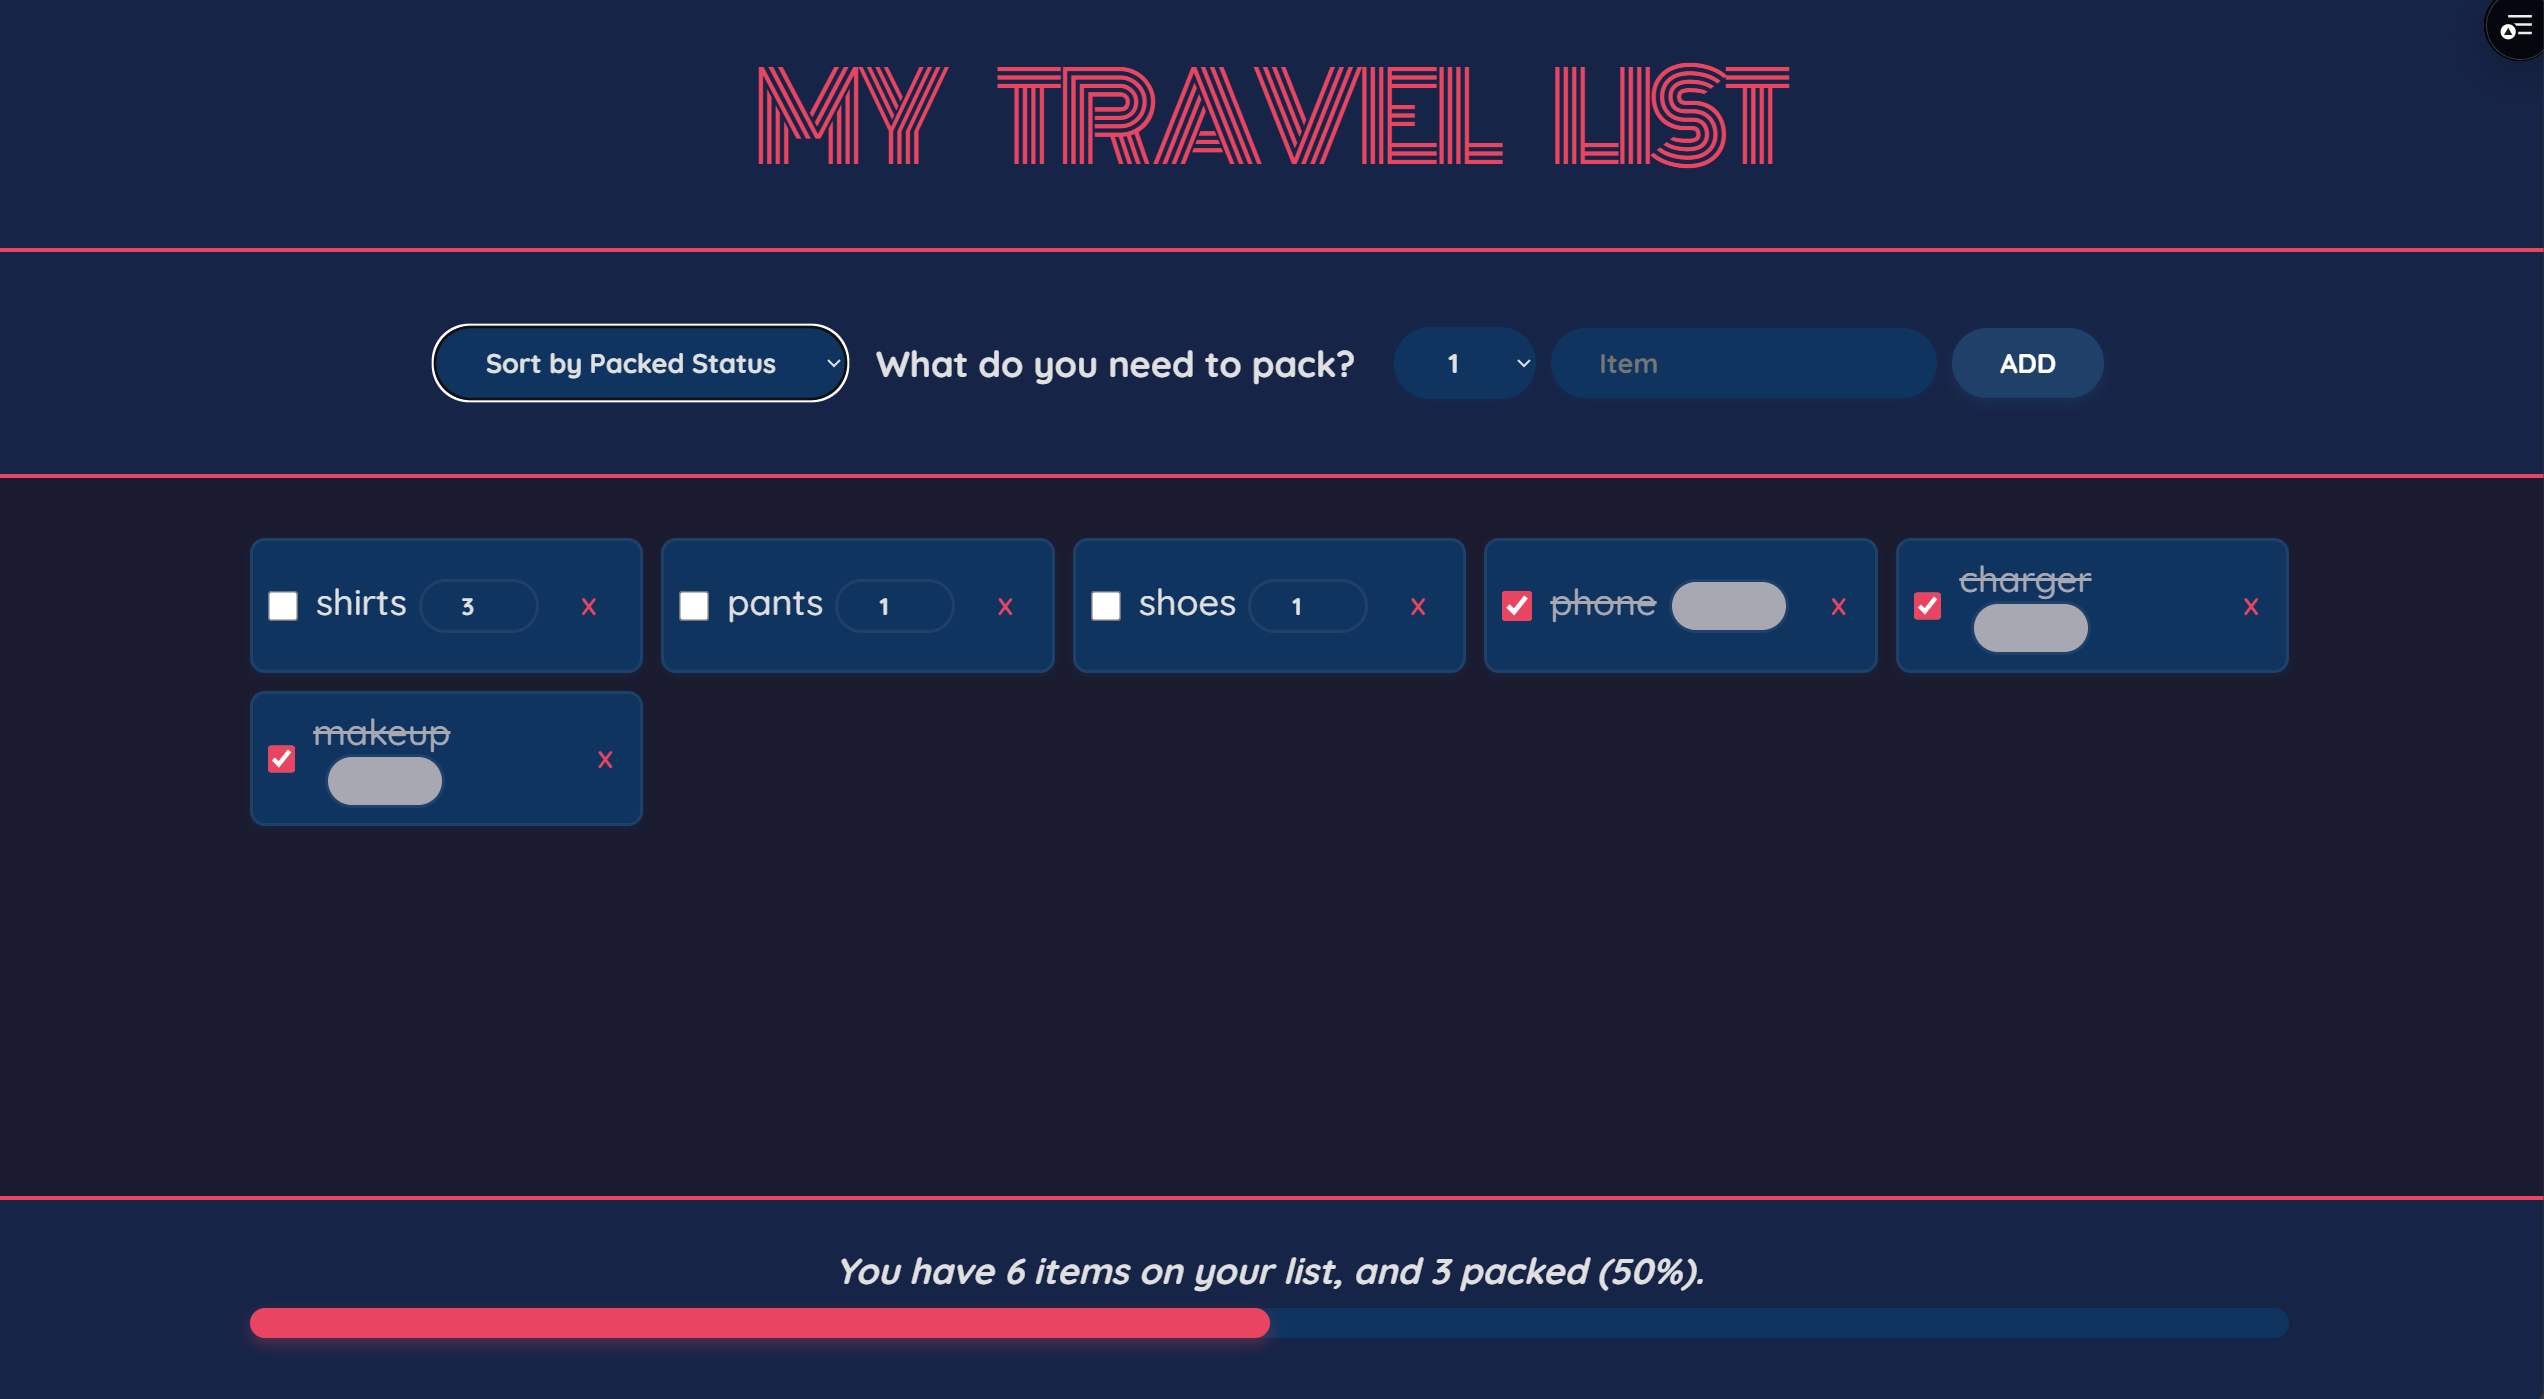 MY TRAVEL LIST
Sort by Packed Status What do you need to pack? 1 Item ADD
shirts 3 x pants 1 x shoes 1 x phone x charger x
makeup x
You have 6 items on your list, and 3 packed (50%).